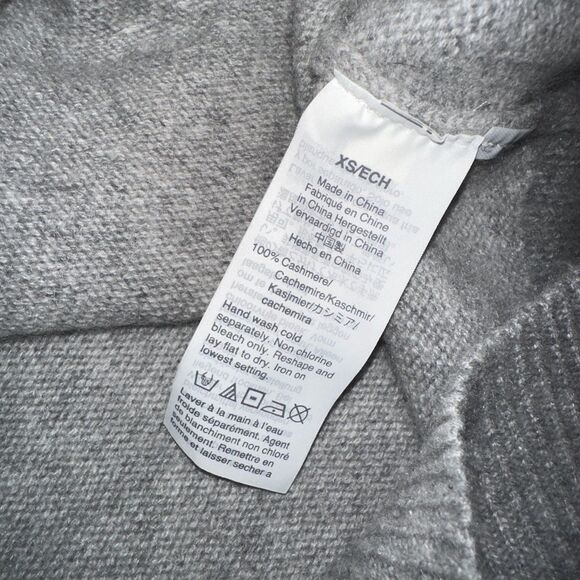 XS/ECH
Made in China
Fabriqué en Chine
in China Hergestellt
Vervaardigd in China
中国製
Hecho en China
100% Cashmere/
Cachemire/Kaschmir/
Kasjmier/カシミア/
cachemira
Hand wash cold
separately. Non chlorine
bleach only. Reshape and
lay flat to dry. Iron on
lowest setting.
Laver à la main à l'eau
froide séparément. Agent
de blanchiment non chloré
seulement. Remettre en
forme et laisser secher a